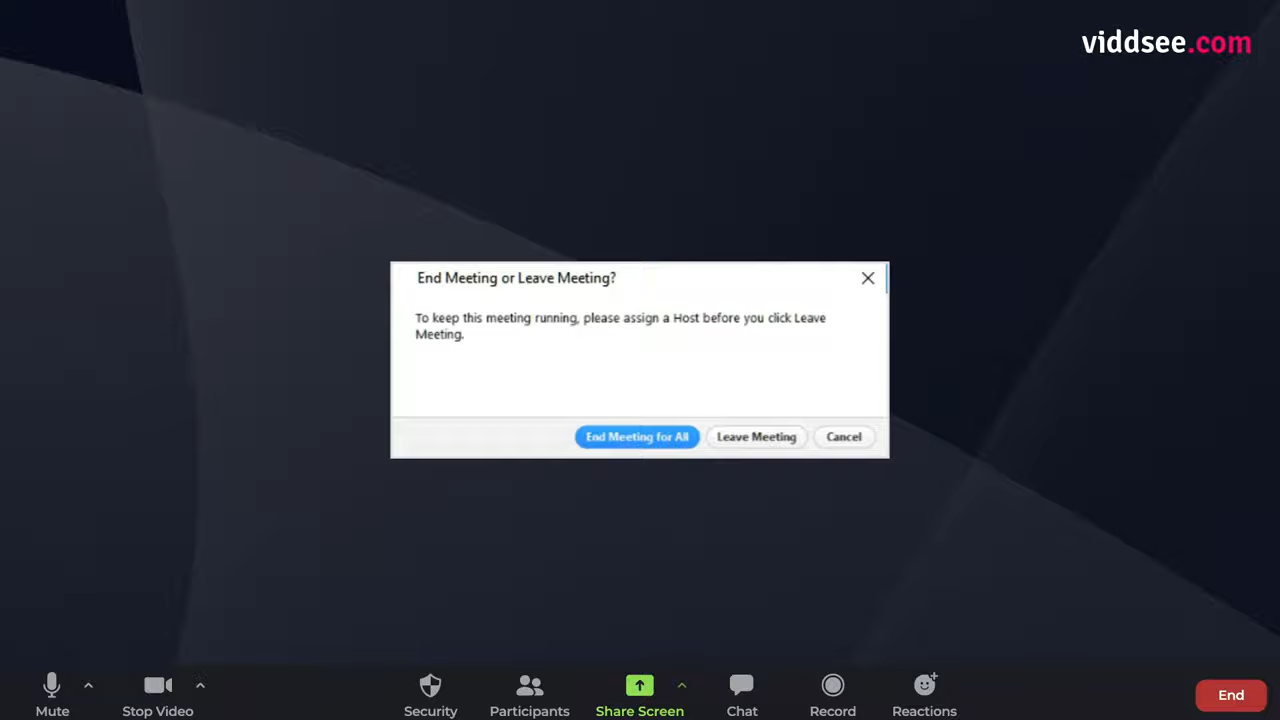 viddsee.com
End Meeting or Leave Meeting?
To keep this meeting running, please assign a Host before you click Leave
Meeting.
End Meeting for All Leave Meeting Cancel
Mute Stop Video Security Participants Share Screen Chat Record Reactions End